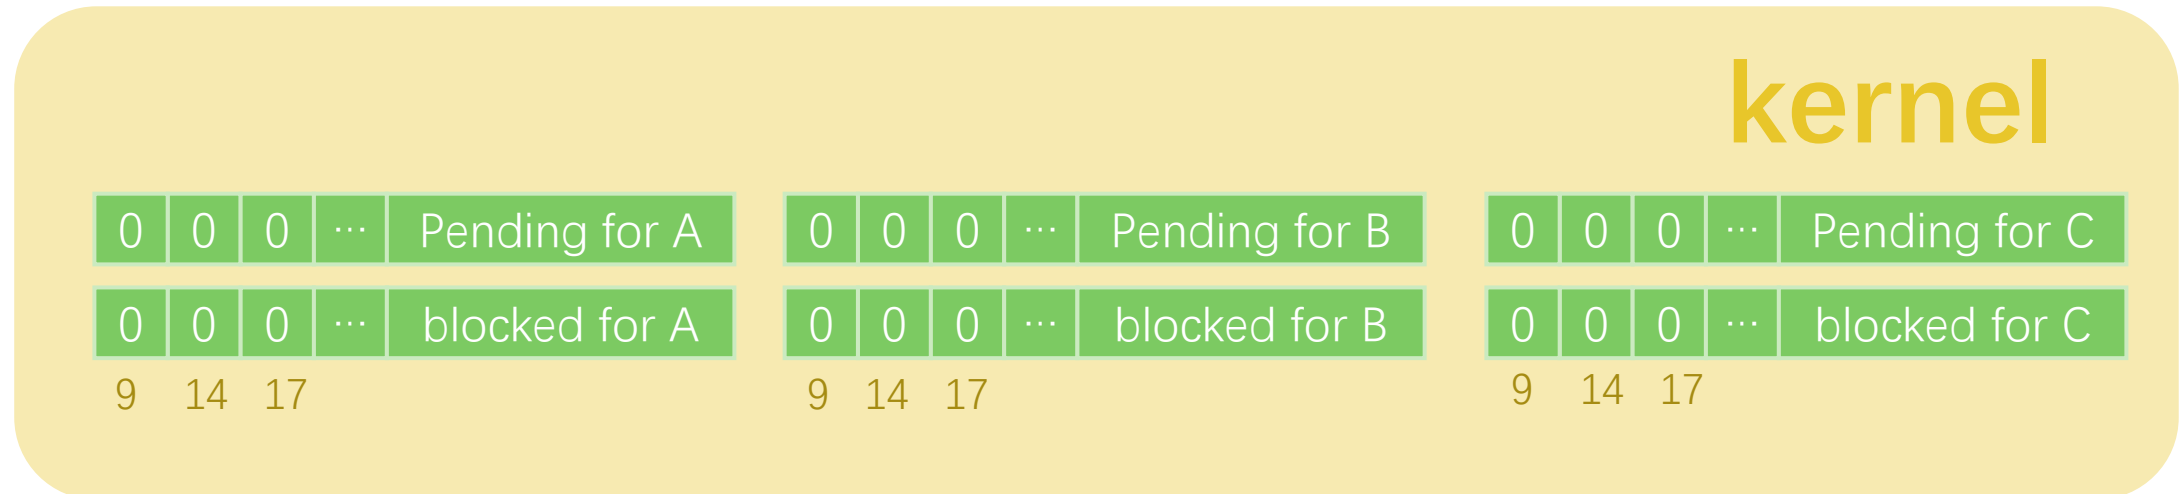 kernel
0 0 0 ... Pending for A 0 0 0 ... Pending for B 0 0 0 ... Pending for C
0 0 0 ... blocked for A 0 0 0 ... blocked for B 0 0 0 ... blocked for C
9 14 17 9 14 17 9 14 17